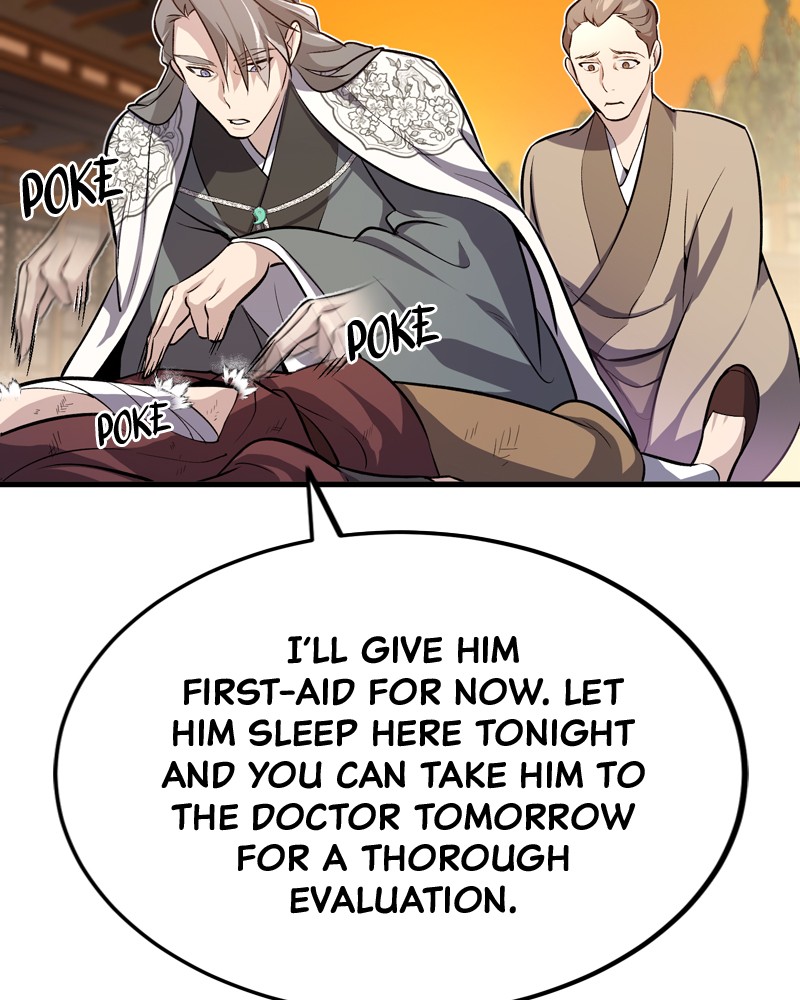 POKE
POKE
POKE
I'LL GIVE HIM
FIRST-AID FOR NOW. LET
HIM SLEEP HERE TONIGHT
AND YOU CAN TAKE HIM TO
THE DOCTOR TOMORROW
FOR A THOROUGH
EVALUATION.